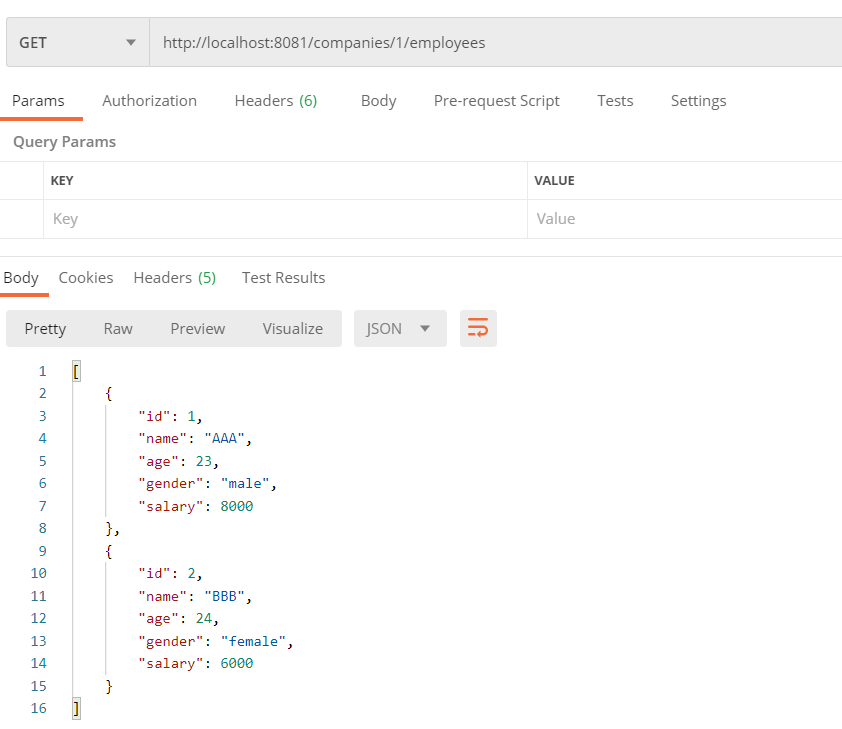 GET http://localhost:8081/companies/1/employees
Params Authorization Headers (6) Body Pre-request Script Tests Settings
Query Params
KEY VALUE
Key Value
Body Cookies Headers (5) Test Results
Pretty Raw Preview Visualize JSON
1 [
2 {
3 "id": 1,
4 "name": "AAA",
5 "age": 23,
6 "gender": "male",
7 "salary": 8000
8 },
9 {
10 "id": 2,
11 "name": "BBB",
12 "age": 24,
13 "gender": "female",
14 "salary": 6000
15 }
16 ]